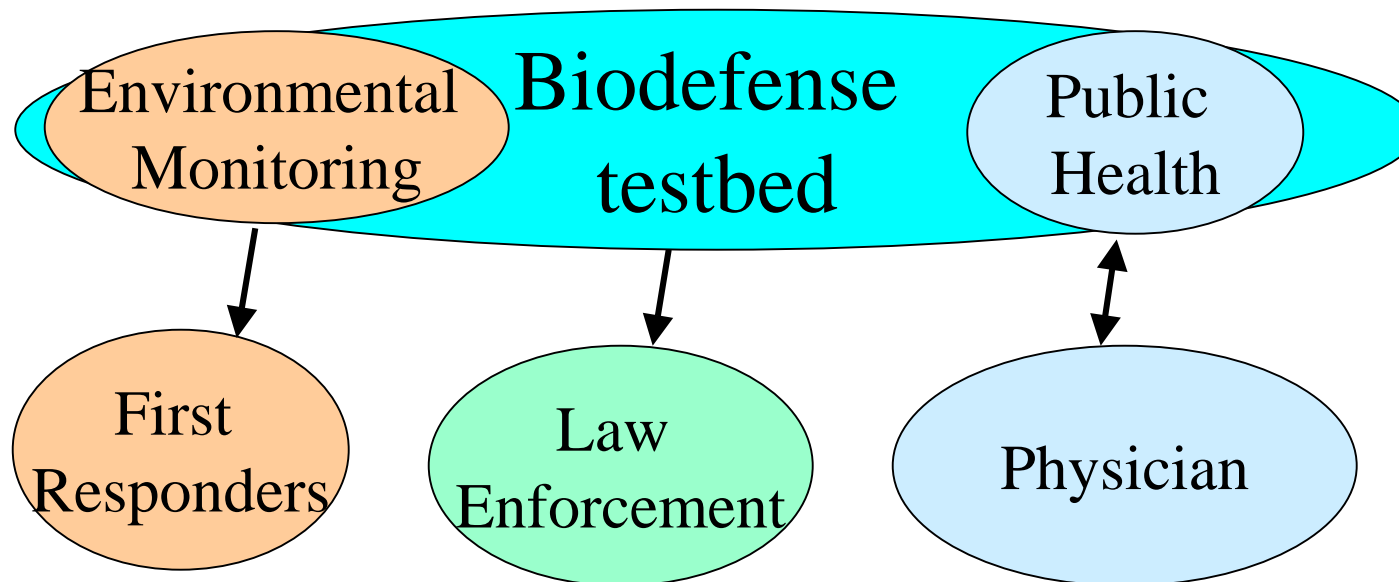 Environmental
Monitoring
Biodefense
testbed
Public
Health
First
Responders
Law
Enforcement
Physician